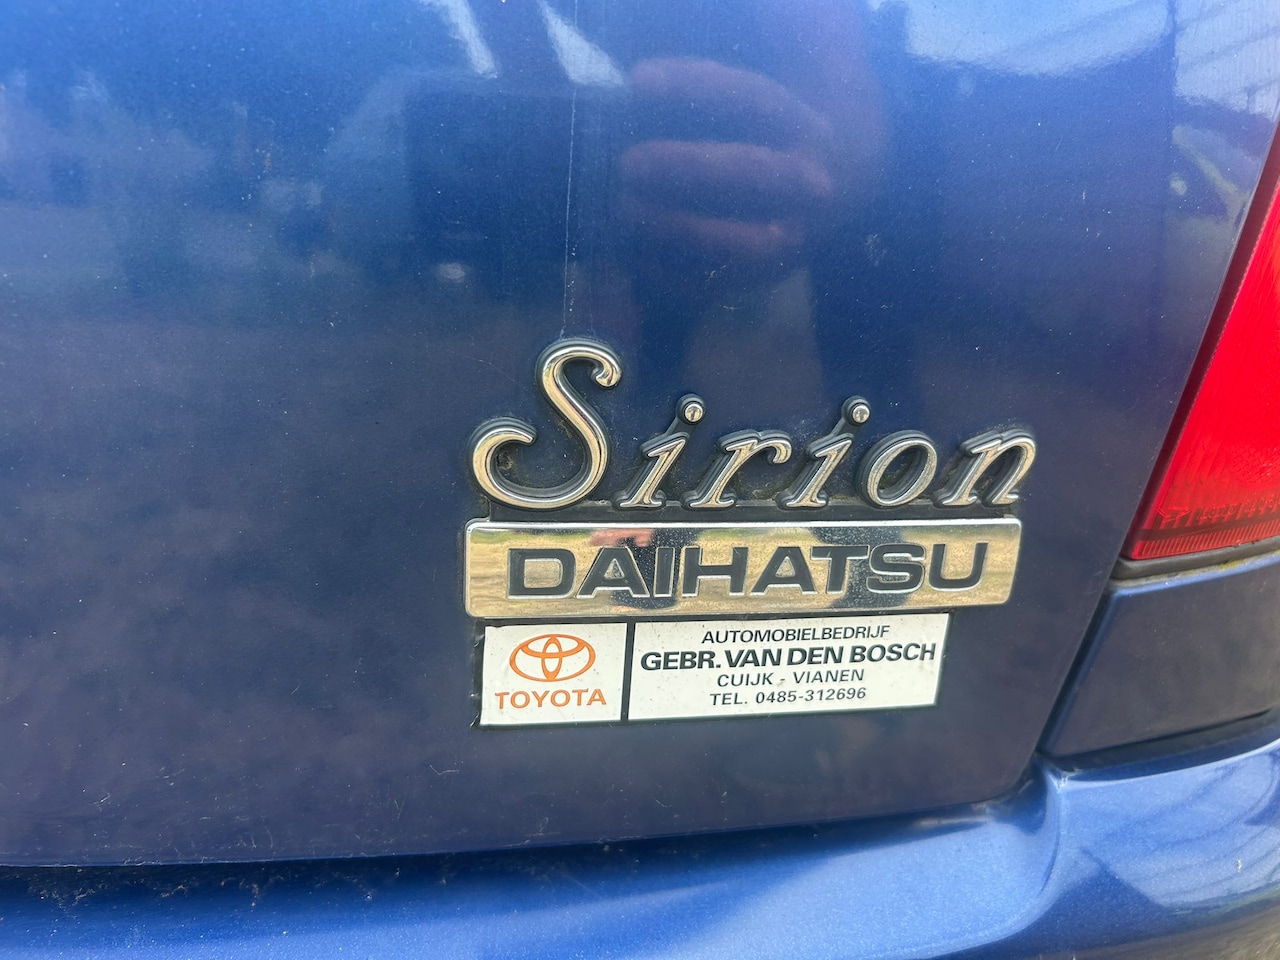 Sirion
DAIHATSU
TOYOTA
AUTOMOBIELBEDRIJF
GEBR. VAN DEN BOSCH
CUIJK - VIANEN
TEL. 0485-312696